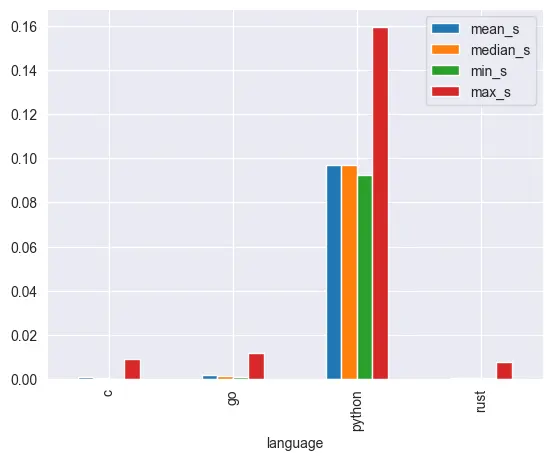 0.16
0.14
0.12
0.10
0.08
0.06
0.04
0.02
0.00
mean_s
median_s
min_s
max_s
c
go
python
rust
language